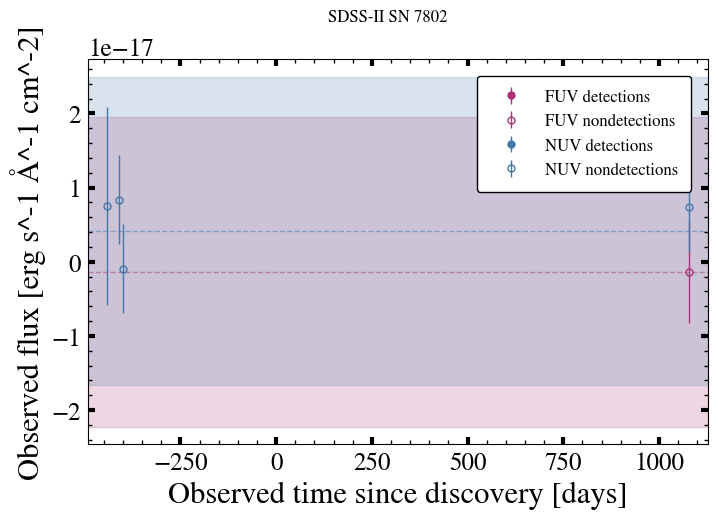 SDSS-II SN 7802
1e−17
FUV detections
FUV nondetections
NUV detections
NUV nondetections
2
1
0
−1
−2
Observed flux [erg s^-1 Å^-1 cm^-2]
−250 0 250 500 750 1000
Observed time since discovery [days]